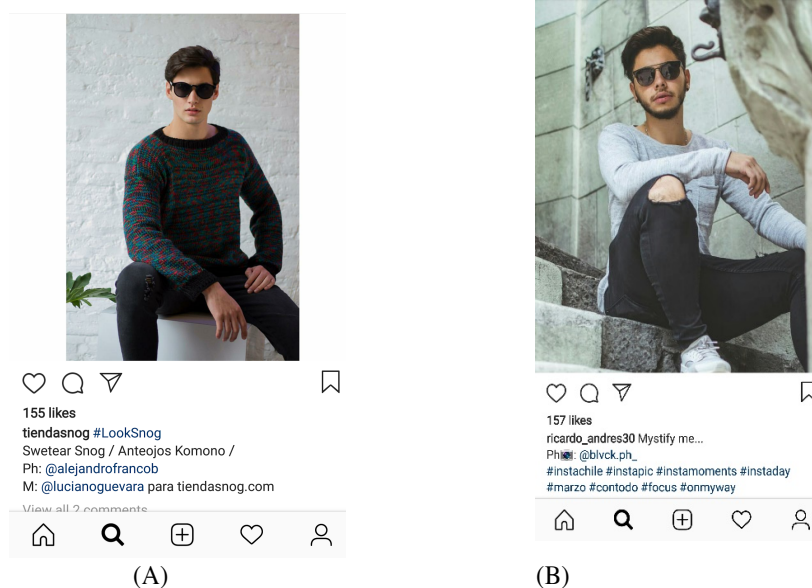 155 likes
tiendasnog #LookSnog
Swetear Snog / Anteojos Komono /
Ph: @alejandrofrancob
M: @lucianoguevara para tiendasnog.com
View all 2 comments
(A)
157 likes
ricardo_andres30 Mystify me...
Ph📷: @blvck.ph_
#instachile #instapic #instamoments #instaday
#marzo #contodo #focus #onmyway
(B)